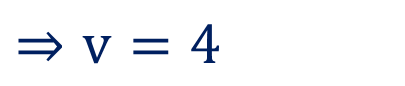 ⇒ v = 4